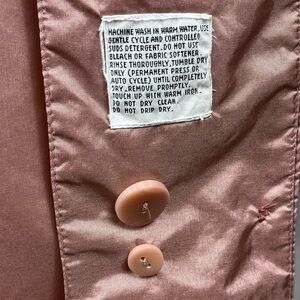 MACHINE WASH IN WARM WATER, USE
GENTLE CYCLE AND CONTROLLED
SUDS DETERGENT. DO NOT USE
BLEACH OR FABRIC SOFTENER.
RINSE THOROUGHLY, TUMBLE DRY
ONLY (PERMANENT PRESS OR
AUTO CYCLE) UNTIL COMPLETELY
DRY. REMOVE PROMPTLY.
TOUCH UP WITH WARM IRON.
DO NOT DRY CLEAN.
DO NOT DRIP DRY.